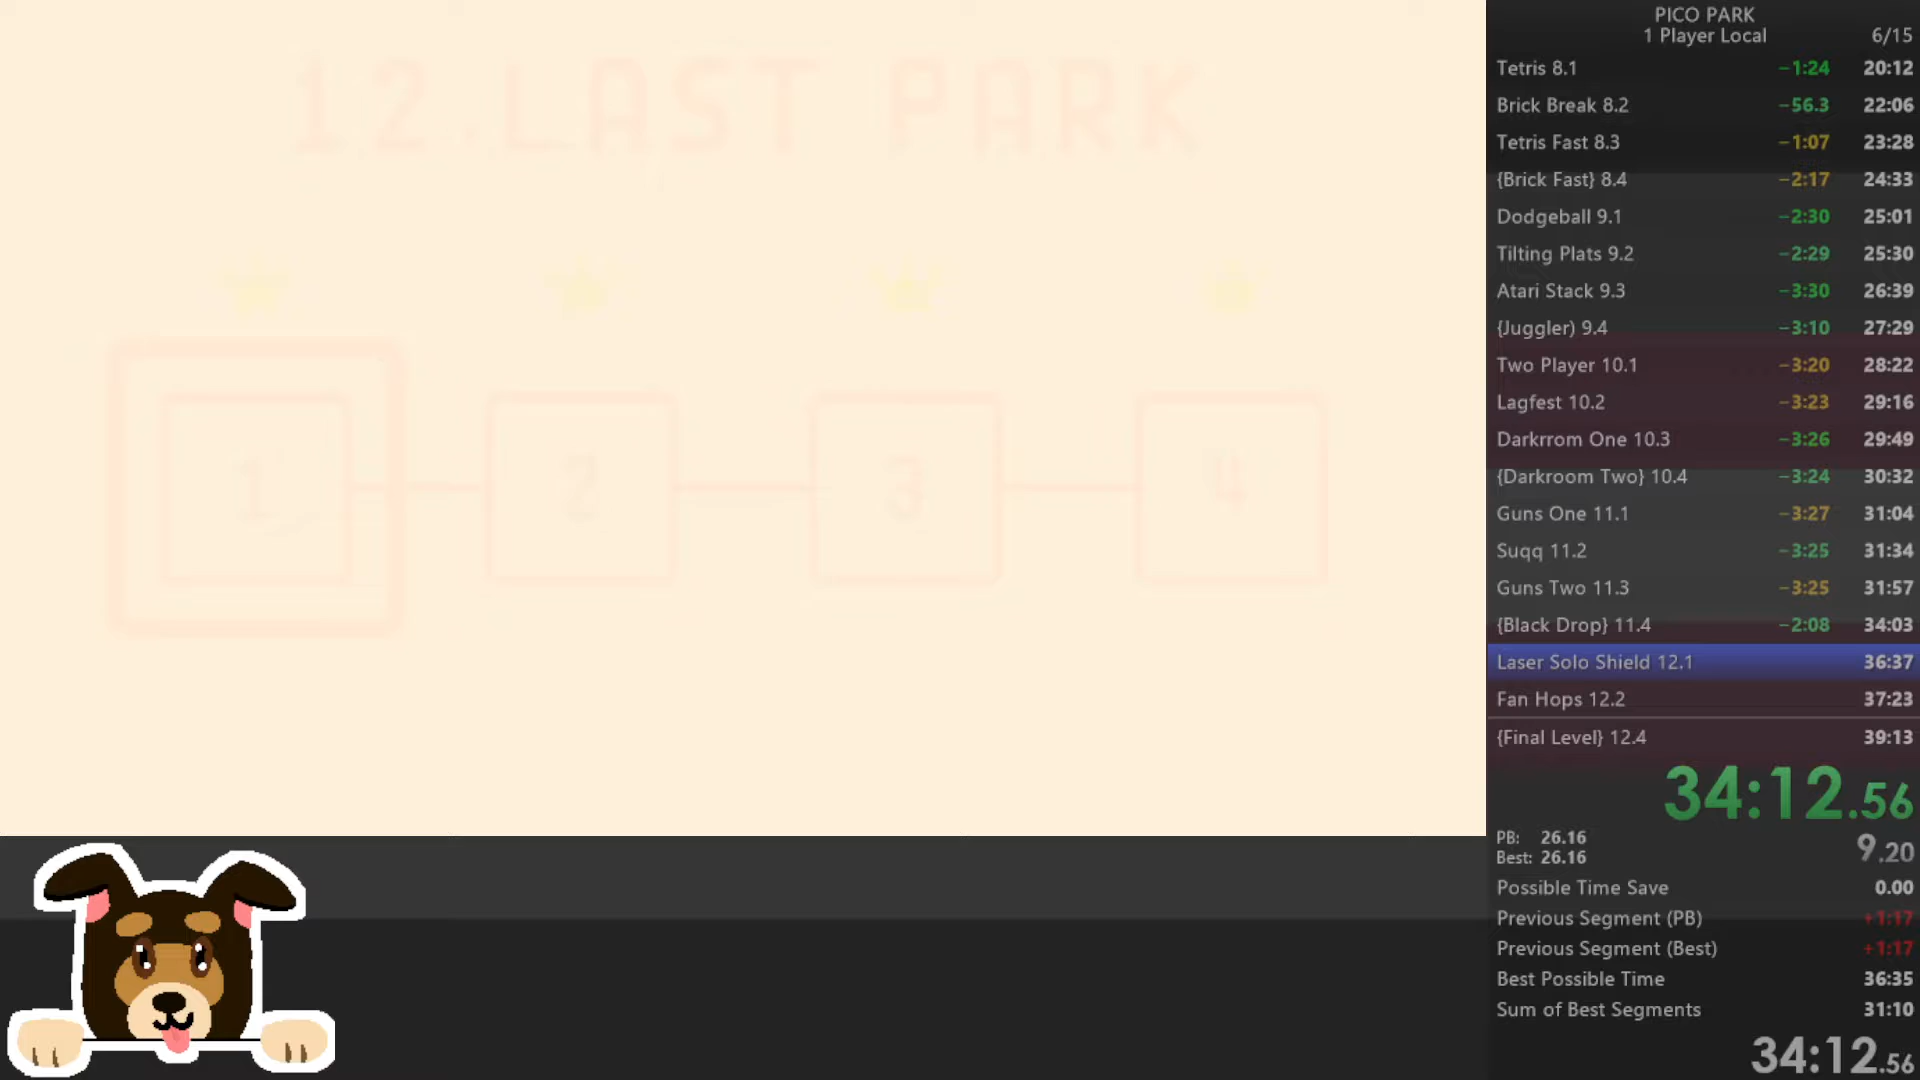 12.LAST PARK
1 2 3 4
PICO PARK
1 Player Local 6/15
Tetris 8.1 −1:24 20:12
Brick Break 8.2 −56.3 22:06
Tetris Fast 8.3 −1:07 23:28
{Brick Fast} 8.4 −2:17 24:33
Dodgeball 9.1 −2:30 25:01
Tilting Plats 9.2 −2:29 25:30
Atari Stack 9.3 −3:30 26:39
{Juggler) 9.4 −3:10 27:29
Two Player 10.1 −3:20 28:22
Lagfest 10.2 −3:23 29:16
Darkrrom One 10.3 −3:26 29:49
{Darkroom Two} 10.4 −3:24 30:32
Guns One 11.1 −3:27 31:04
Suqq 11.2 −3:25 31:34
Guns Two 11.3 −3:25 31:57
{Black Drop} 11.4 −2:08 34:03
Laser Solo Shield 12.1 36:37
Fan Hops 12.2 37:23
{Final Level} 12.4 39:13
34:12.56
PB: 26.16
Best: 26.16
9.20
Possible Time Save 0.00
Previous Segment (PB) +1:17
Previous Segment (Best) +1:17
Best Possible Time 36:35
Sum of Best Segments 31:10
34:12.56